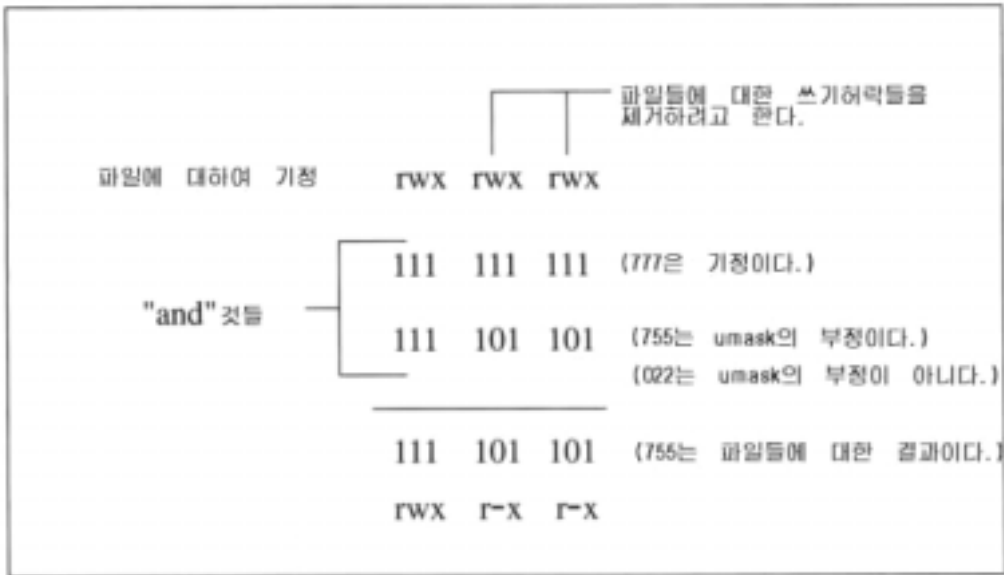 파일들에 대한 쓰기허락들을
제거하려고 한다.
파일에 대하여 기정 rwx rwx rwx
111 111 111 (777은 기정이다.)
"and"것들
111 101 101 (755는 umask의 부정이다.)
(022는 umask의 부정이 아니다.)
111 101 101 (755는 파일들에 대한 결과이다.)
rwx r-x r-x